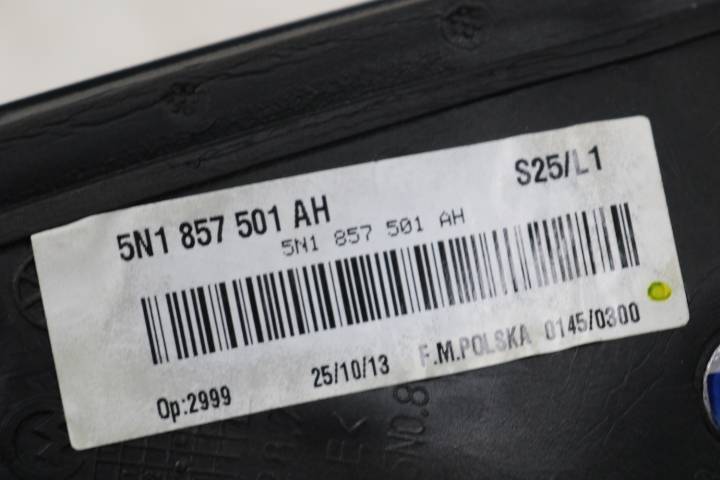 S25/L1
5N1 857 501 AH
5N1 857 501 AH
Op:2999 25/10/13 F.M.POLSKA 0145/0300